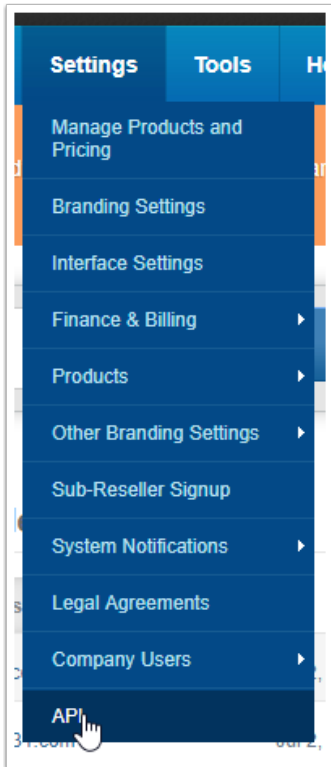 Settings Tools
Manage Products and
Pricing
Branding Settings
Interface Settings
Finance & Billing
Products
Other Branding Settings
Sub-Reseller Signup
System Notifications
Legal Agreements
Company Users
API